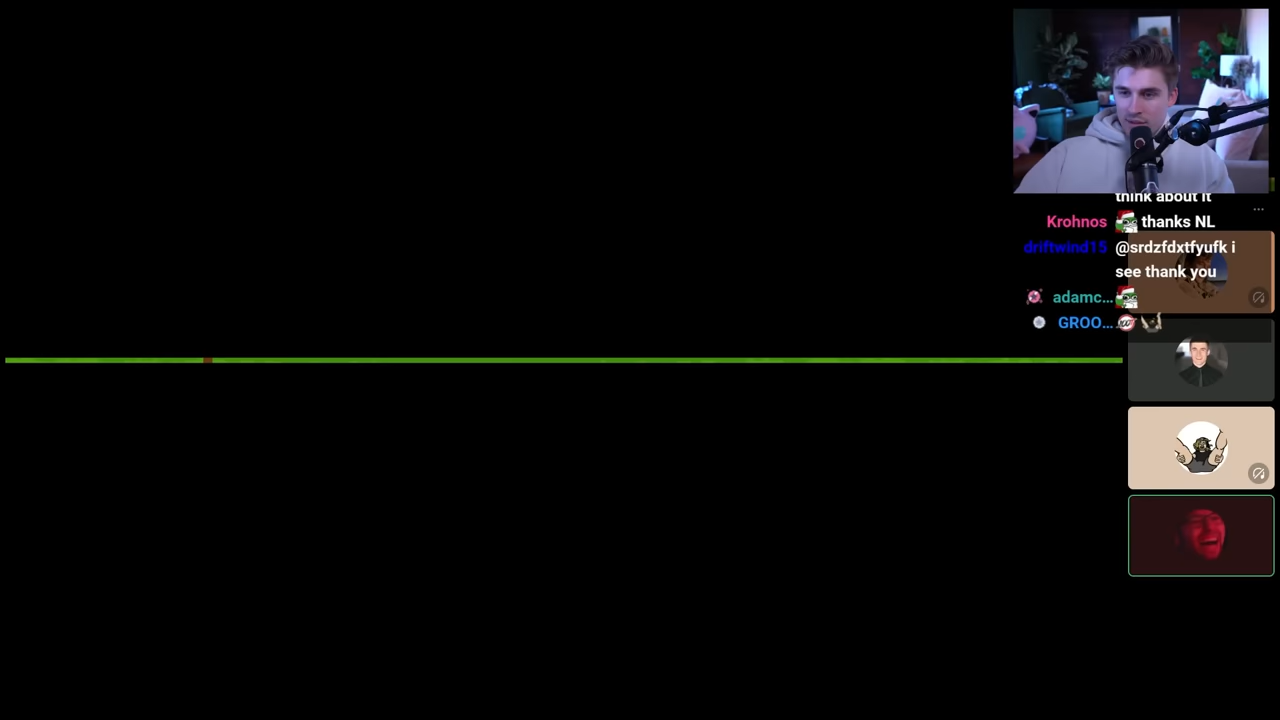 think about it
Krohnos thanks NL
driftwind15 @srdzfdxtfyufk i
see thank you
adamc...
GROO...